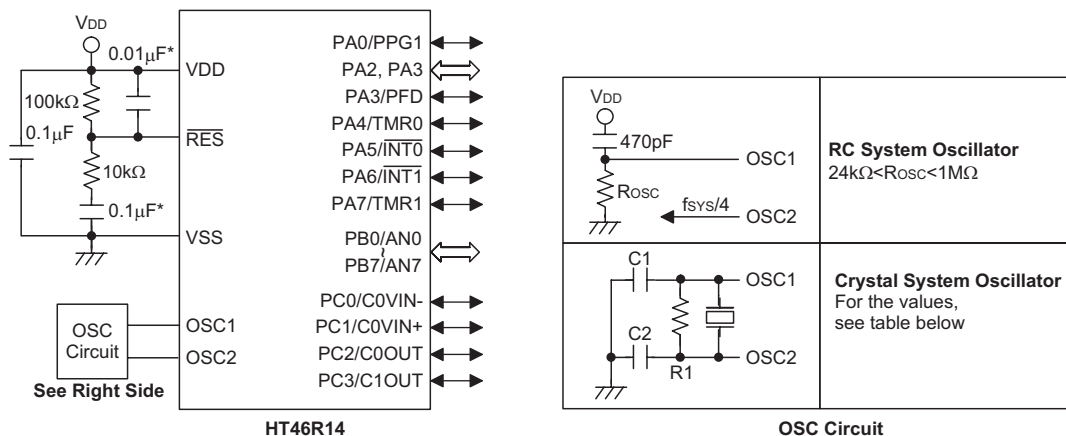 VDD
0.01μF*
100kΩ
0.1μF
10kΩ
0.1μF*
VDD
RES
VSS
OSC1
OSC2
OSC
Circuit
See Right Side
PA0/PPG1
PA2, PA3
PA3/PFD
PA4/TMR0
PA5/INT0
PA6/INT1
PA7/TMR1
PB0/AN0
~
PB7/AN7
PC0/C0VIN-
PC1/C0VIN+
PC2/C0OUT
PC3/C1OUT
HT46R14
VDD
470pF
OSC1
ROSC
fSYS/4
OSC2
RC System Oscillator
24kΩ<ROSC<1MΩ
C1
OSC1
C2
OSC2
R1
Crystal System Oscillator
For the values,
see table below
OSC Circuit